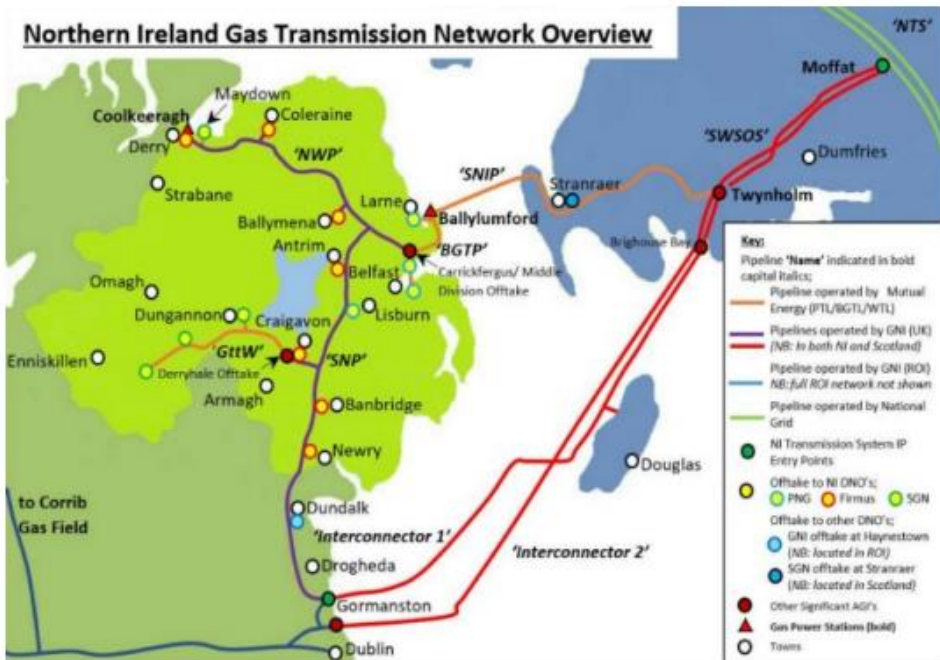 Northern Ireland Gas Transmission Network Overview
'NTS'
Moffat
Maydown
Coolkeeragh
Coleraine
Derry
'SWSOS'
Dumfries
'NWP'
'SNIP'
Strabane
Stranraer
Larne
Twynholm
Ballymena
Ballylumford
Antrim
'BGTP'
Brighouse Bay
Belfast
Carrickfergus/ Middle
Division Offtake
Omagh
Dungannon
Lisburn
Craigavon
Enniskillen
'GttW'
'SNP'
Derryhale Offtake
Armagh
Banbridge
Newry
Douglas
to Corrib
Gas Field
Dundalk
'Interconnector 1'
'Interconnector 2'
Drogheda
Gormanston
Dublin
Key:
Pipeline 'Name' indicated in bold
capital italics;
Pipeline operated by Mutual
Energy (PTL/BGTL/WTL)
Pipelines operated by GNI (UK)
(NB: In both NI and Scotland)
Pipeline operated by GNI (ROI)
NB: full ROI network not shown
Pipeline operated by National
Grid
NI Transmission System IP
Entry Points
Offtake to NI DNO's;
PNG Firmus SGN
Offtake to other DNO's;
GNI offtake at Haynestown
(NB: located in ROI)
SGN offtake at Stranraer
(NB: located in Scotland)
Other Significant AGI's
Gas Power Stations (bold)
Towns